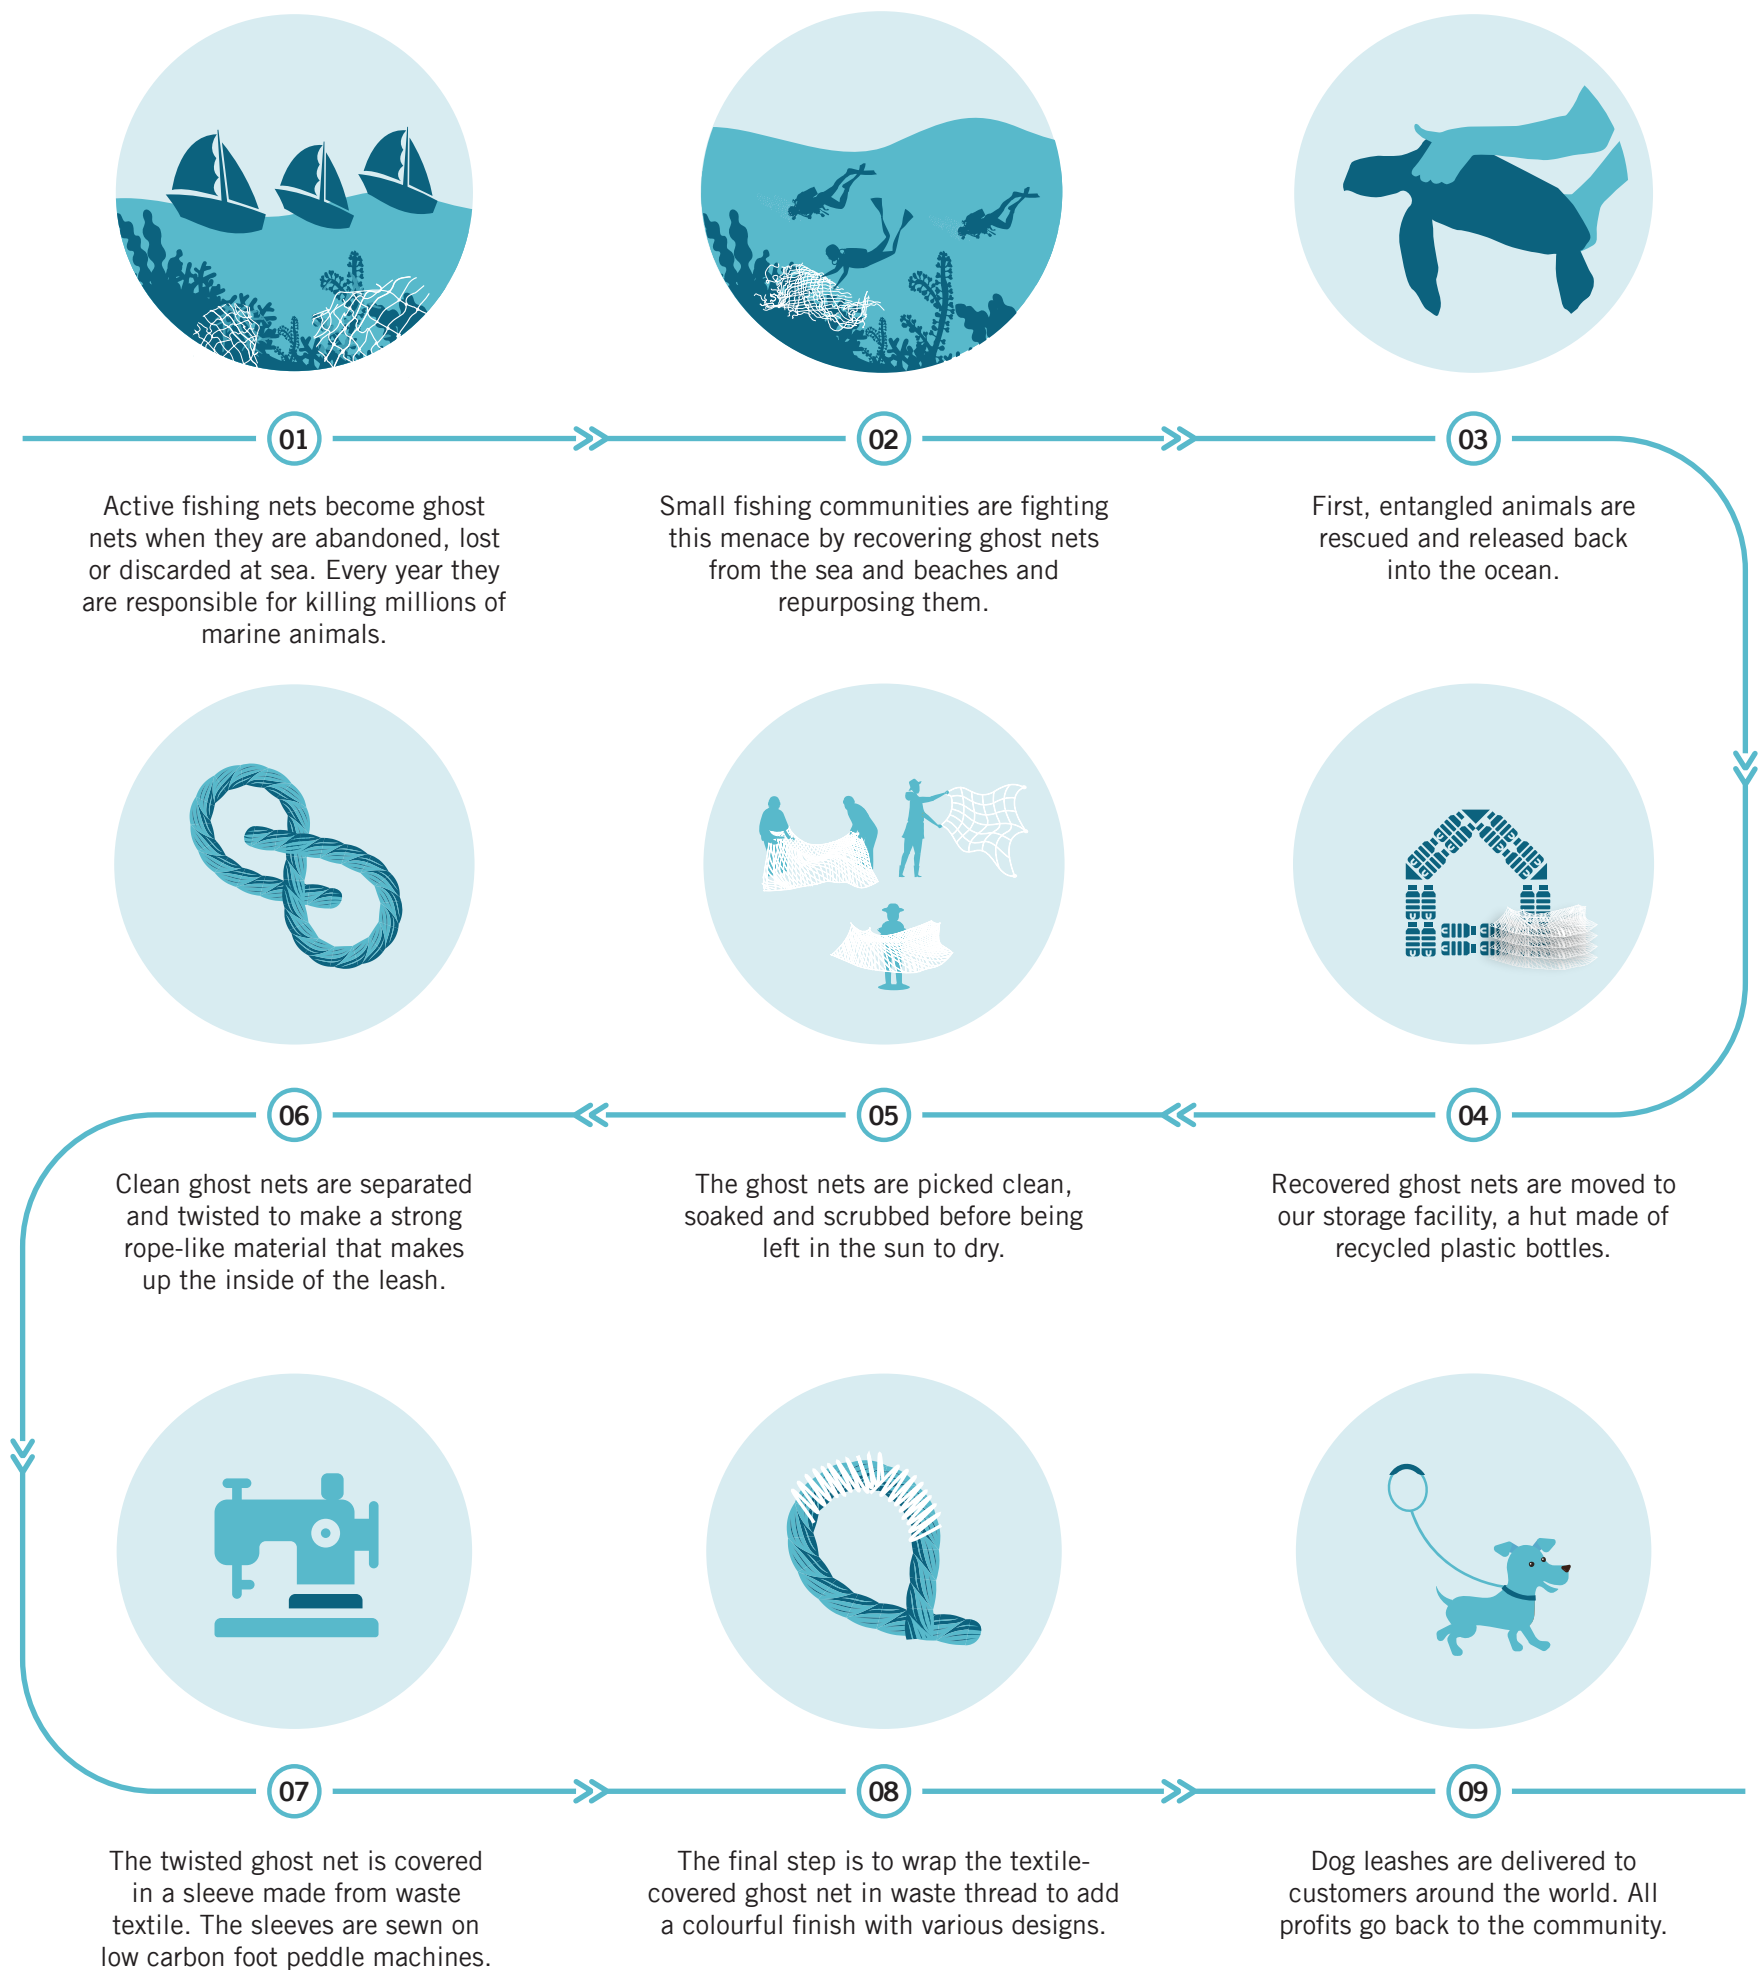 01
Active fishing nets become ghost
nets when they are abandoned, lost
or discarded at sea. Every year they
are responsible for killing millions of
marine animals.
02
Small fishing communities are fighting
this menace by recovering ghost nets
from the sea and beaches and
repurposing them.
03
First, entangled animals are
rescued and released back
into the ocean.
04
Recovered ghost nets are moved to
our storage facility, a hut made of
recycled plastic bottles.
05
The ghost nets are picked clean,
soaked and scrubbed before being
left in the sun to dry.
06
Clean ghost nets are separated
and twisted to make a strong
rope-like material that makes
up the inside of the leash.
07
The twisted ghost net is covered
in a sleeve made from waste
textile. The sleeves are sewn on
low carbon foot peddle machines.
08
The final step is to wrap the textile-
covered ghost net in waste thread to add
a colourful finish with various designs.
09
Dog leashes are delivered to
customers around the world. All
profits go back to the community.